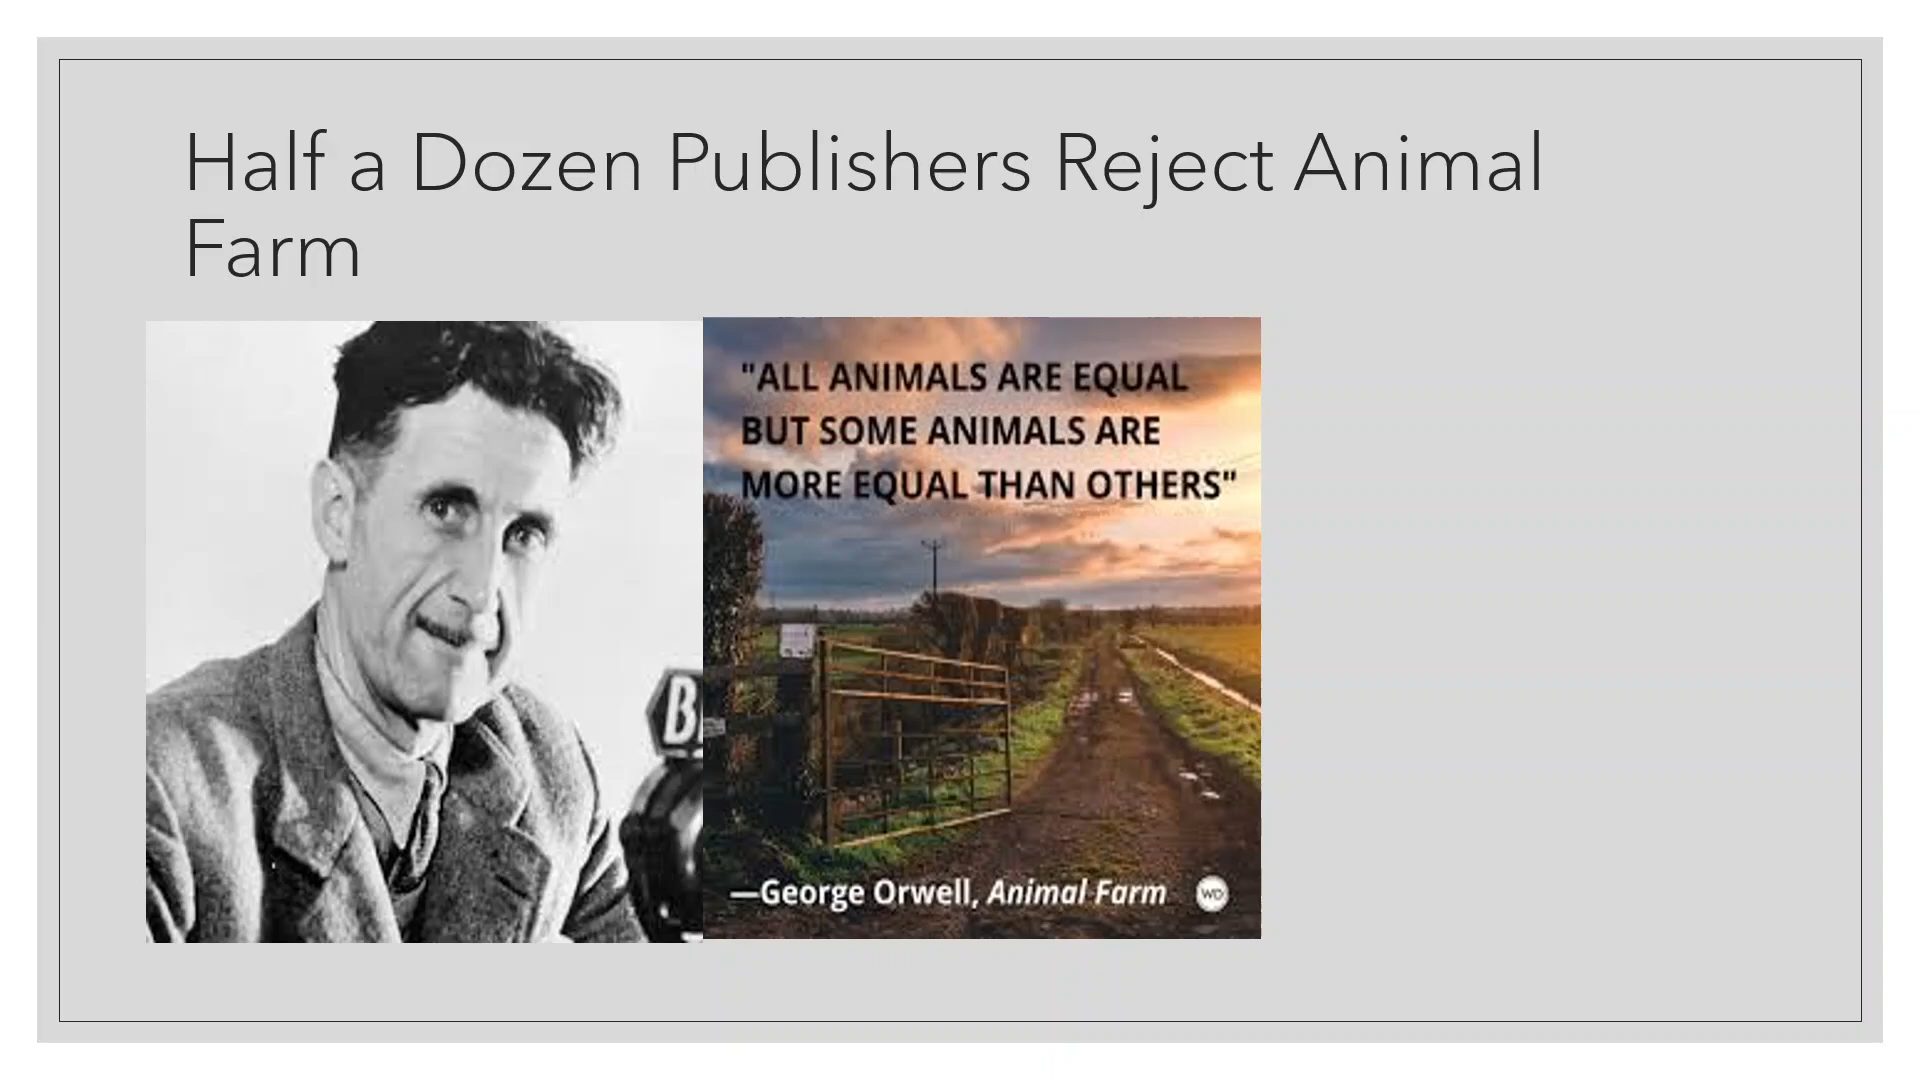 Half a Dozen Publishers Reject Animal
Farm
"ALL ANIMALS ARE EQUAL
BUT SOME ANIMALS ARE
MORE EQUAL THAN OTHERS"
B
—George Orwell, Animal Farm
WD